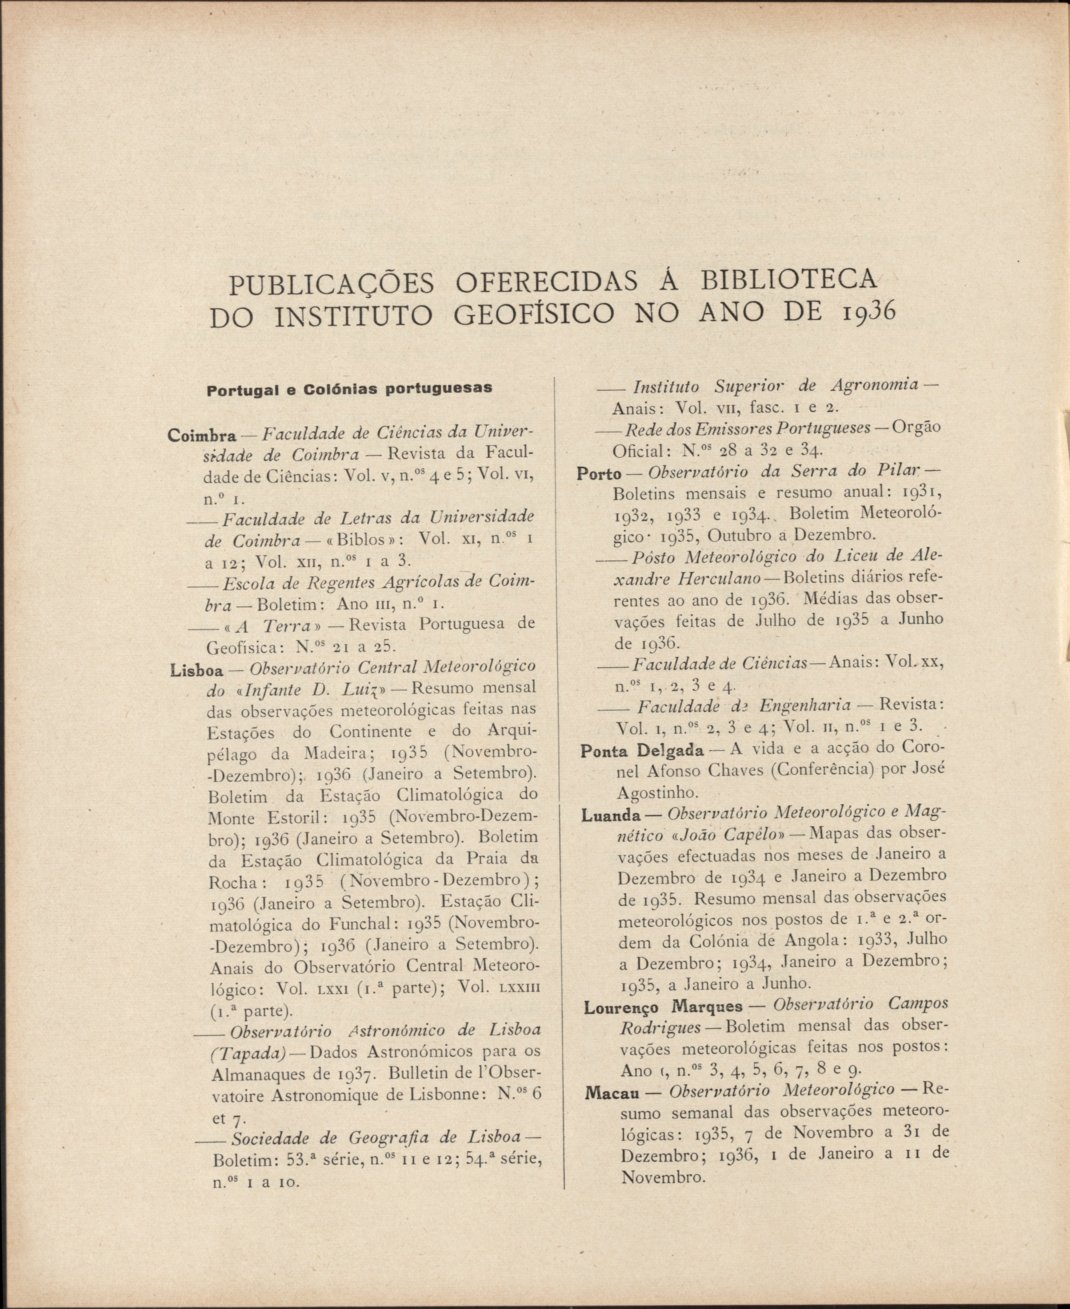 PUBLICAÇÕES OFERECIDAS Á BIBLIOTECA
DO INSTITUTO GEOFÍSICO NO ANO DE 1936
Portugal e Colónias portuguesas
Coimbra — Faculdade de Ciências da Univer-
sidade de Coimbra — Revista da Facul-
dade de Ciências: Vol. v, n.os 4 e 5; Vol. vi,
n.o 1.
—— Faculdade de Letras da Universidade
de Coimbra — «Biblos»: Vol. xi, n.os 1
a 12; Vol. xii, n.os 1 a 3.
—— Escola de Regentes Agrícolas de Coim-
bra — Boletim: Ano iii, n.o 1.
—— «A Terra» — Revista Portuguesa de
Geofísica: N.os 21 a 25.
Lisboa — Observatório Central Meteorológico
do «Infante D. Luiz» — Resumo mensal
das observações meteorológicas feitas nas
Estações do Continente e do Arqui-
pélago da Madeira; 1935 (Novembro-
-Dezembro); 1936 (Janeiro a Setembro).
Boletim da Estação Climatológica do
Monte Estoril: 1935 (Novembro-Dezem-
bro); 1936 (Janeiro a Setembro). Boletim
da Estação Climatológica da Praia da
Rocha: 1935 (Novembro-Dezembro);
1936 (Janeiro a Setembro). Estação Cli-
matológica do Funchal: 1935 (Novembro-
-Dezembro); 1936 (Janeiro a Setembro).
Anais do Observatório Central Meteoro-
lógico: Vol. lxxi (1.ª parte); Vol. lxxiii
(1.ª parte).
—— Observatório Astronómico de Lisboa
(Tapada) — Dados Astronómicos para os
Almanaques de 1937. Bulletin de l'Obser-
vatoire Astronomique de Lisbonne: N.os 6
et 7.
—— Sociedade de Geografia de Lisboa —
Boletim: 53.ª série, n.os 11 e 12; 54.ª série,
n.os 1 a 10.
—— Instituto Superior de Agronomia —
Anais: Vol. vii, fasc. 1 e 2.
—— Rede dos Emissores Portugueses — Orgão
Oficial: N.os 28 a 32 e 34.
Porto — Observatório da Serra do Pilar —
Boletins mensais e resumo anual: 1931,
1932, 1933 e 1934. Boletim Meteoroló-
gico· 1935, Outubro a Dezembro.
—— Pósto Meteorológico do Liceu de Ale-
xandre Herculano — Boletins diários refe-
rentes ao ano de 1936. Médias das obser-
vações feitas de Julho de 1935 a Junho
de 1936.
—— Faculdade de Ciências — Anais: Vol. xx,
n.os 1, 2, 3 e 4.
—— Faculdade de Engenharia — Revista:
Vol. i, n.os 2, 3 e 4; Vol. ii, n.os 1 e 3.
Ponta Delgada — A vida e a acção do Coro-
nel Afonso Chaves (Conferência) por José
Agostinho.
Luanda — Observatório Meteorológico e Mag-
nético «João Capélo» — Mapas das obser-
vações efectuadas nos meses de Janeiro a
Dezembro de 1934 e Janeiro a Dezembro
de 1935. Resumo mensal das observações
meteorológicos nos postos de 1.ª e 2.ª or-
dem da Colónia de Angola: 1933, Julho
a Dezembro; 1934, Janeiro a Dezembro;
1935, a Janeiro a Junho.
Lourenço Marques — Observatório Campos
Rodrigues — Boletim mensal das obser-
vações meteorológicas feitas nos postos:
Ano i, n.os 3, 4, 5, 6, 7, 8 e 9.
Macau — Observatório Meteorológico — Re-
sumo semanal das observações meteoro-
lógicas: 1935, 7 de Novembro a 31 de
Dezembro; 1936, 1 de Janeiro a 11 de
Novembro.